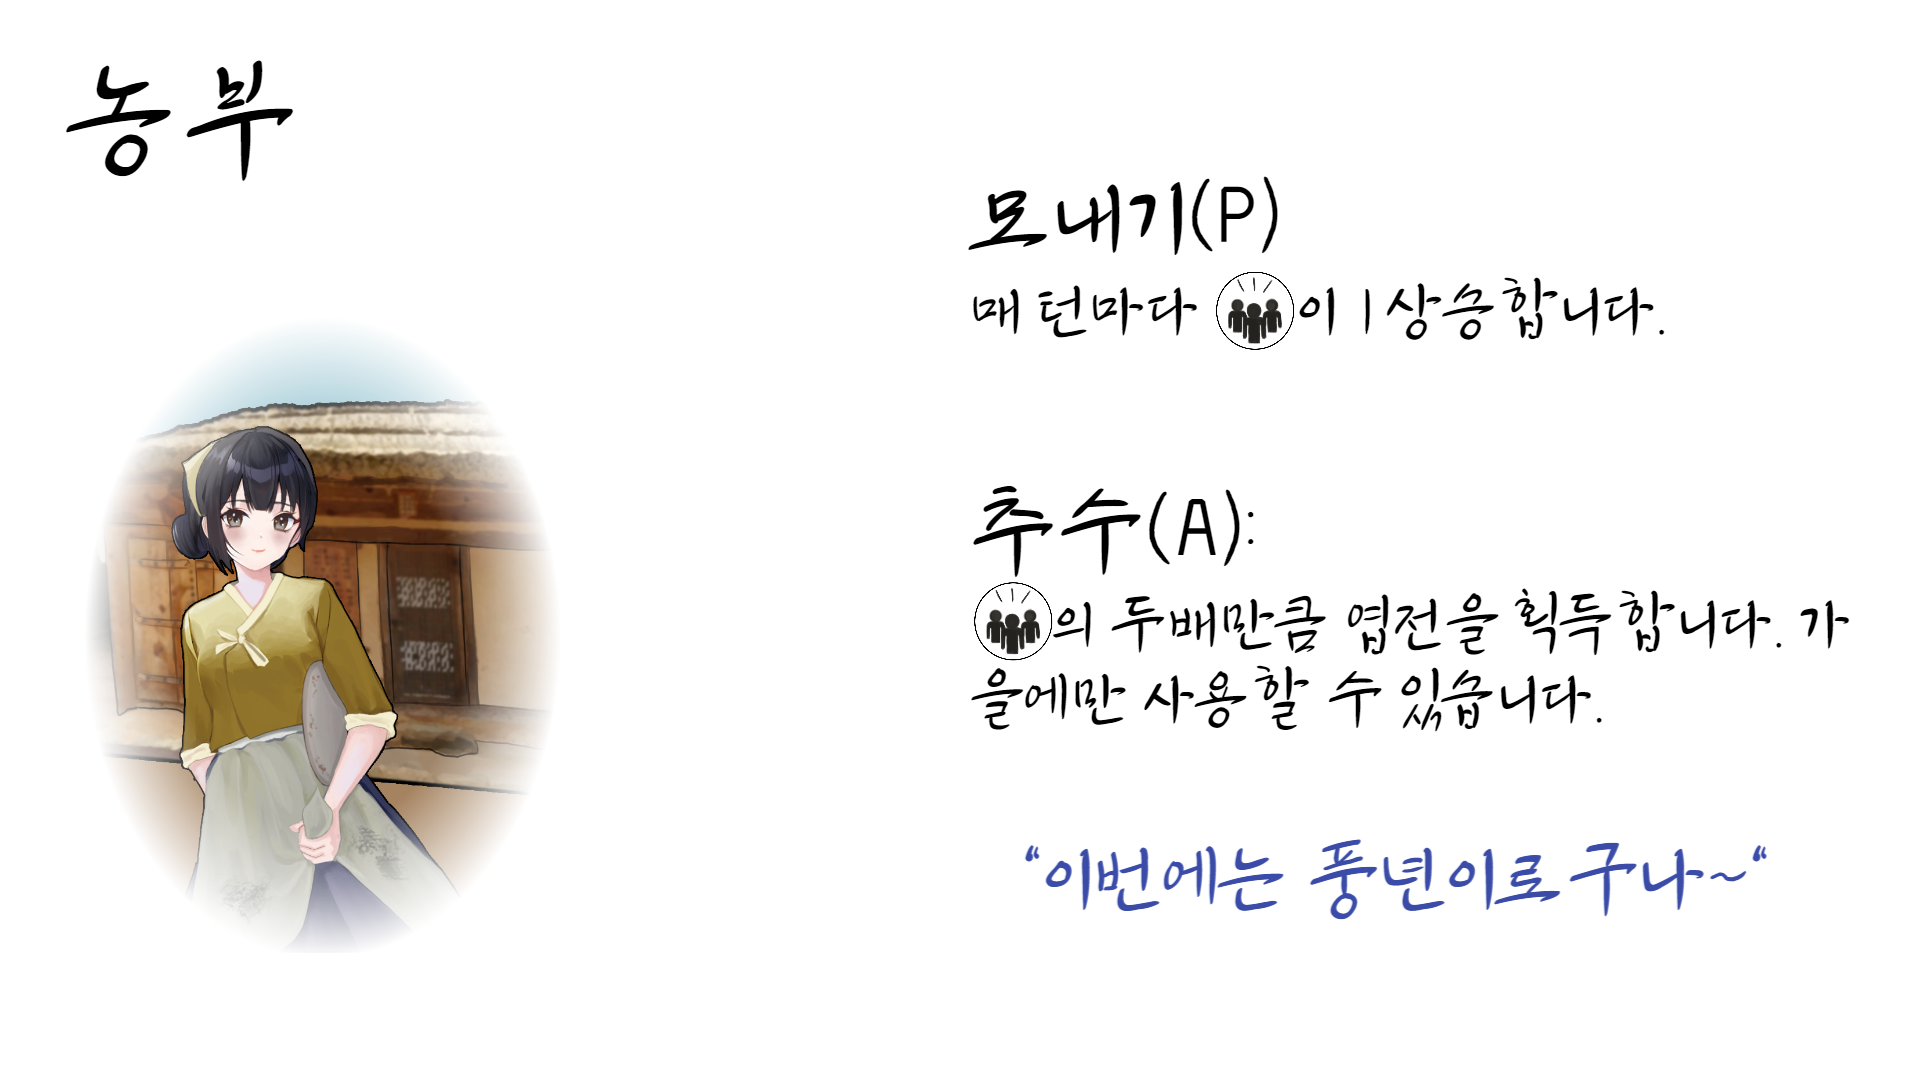 농부
모내기(P)
매 턴마다 이 1 상승합니다.
추수(A):
의 두배만큼 엽전을 획득합니다. 가
을에만 사용할 수 있습니다.
“이번에는 풍년이로구나~“